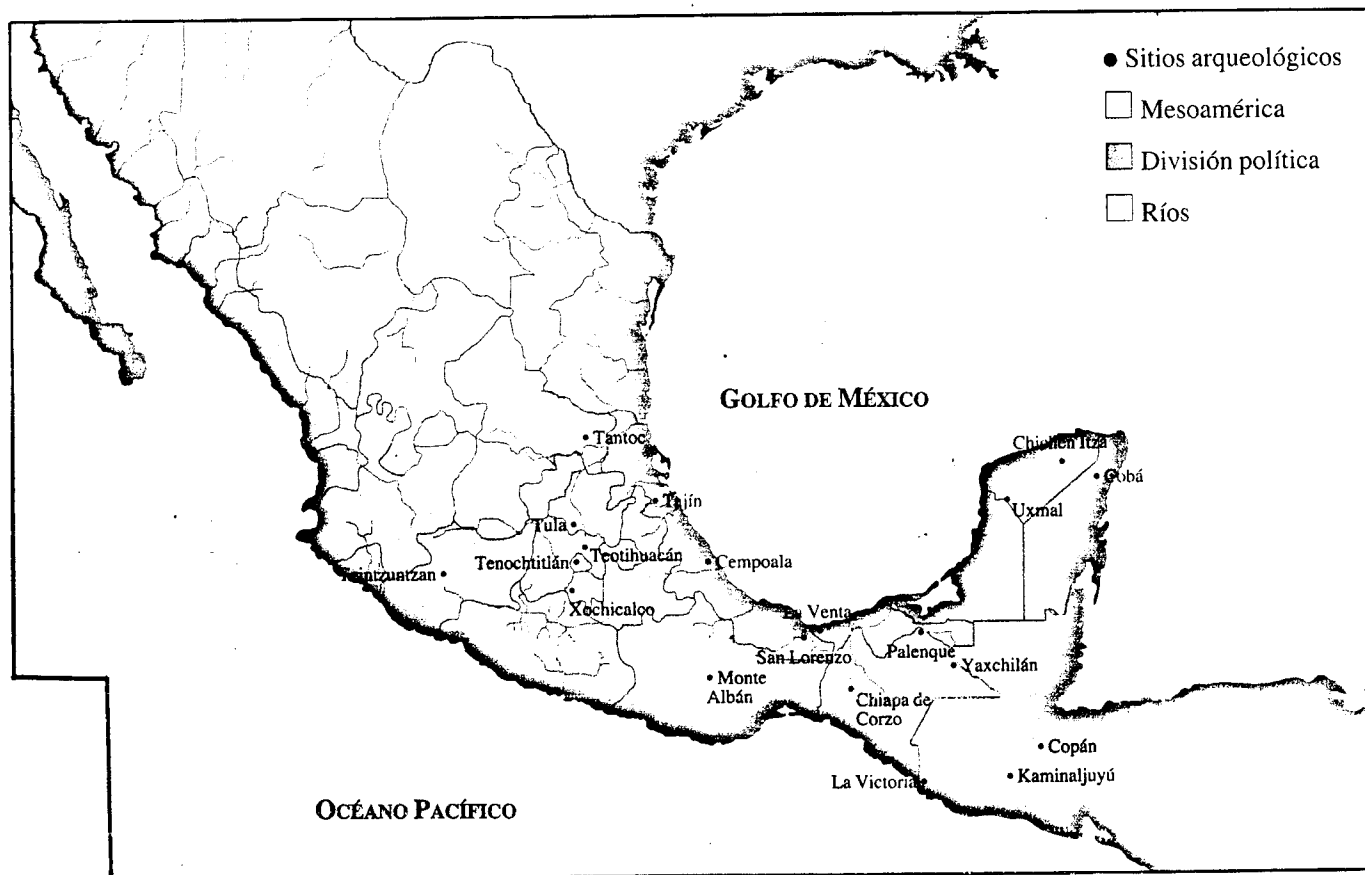 Sitios arqueológicos
Mesoamérica
División política
Ríos
GOLFO DE MÉXICO
Tantoc
Chichén Itzá
Cobá
Uxmal
Tajín
Tula
Teotihuacán
Tenochtitlán
Cempoala
Tzintzuntzan
Xochicalco
La Venta
San Lorenzo
Palenque
Yaxchilán
Monte
Albán
Chiapa de
Corzo
Copán
Kaminaljuyú
La Victoria
OCÉANO PACÍFICO